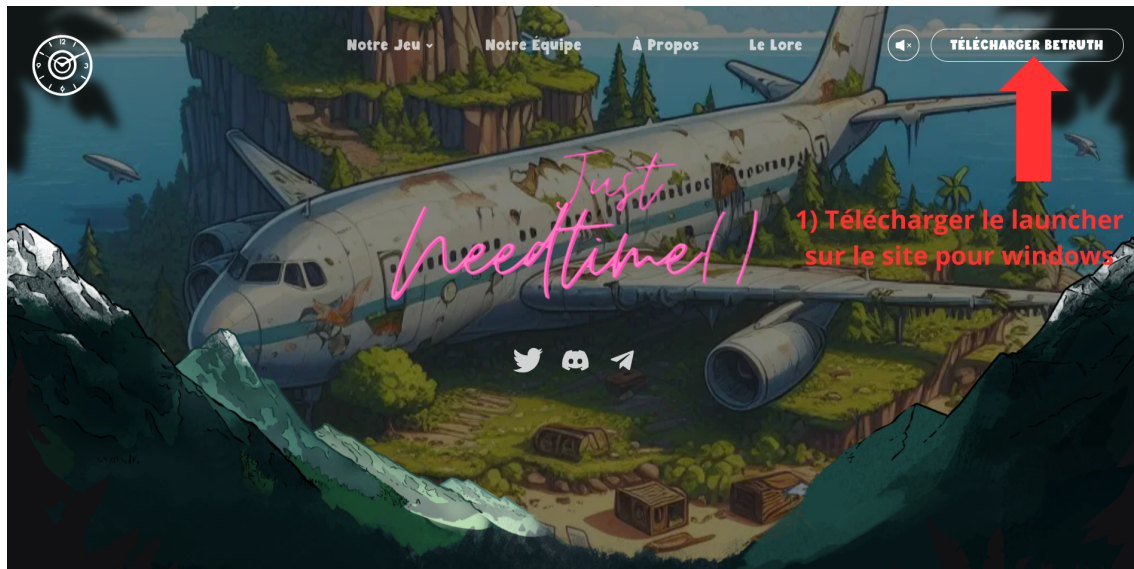 Notre Jeu
Notre Équipe
À Propos
Le Lore
TÉLÉCHARGER BETRUTH
Just
Needtime!!
1) Télécharger le launcher
sur le site pour windows.